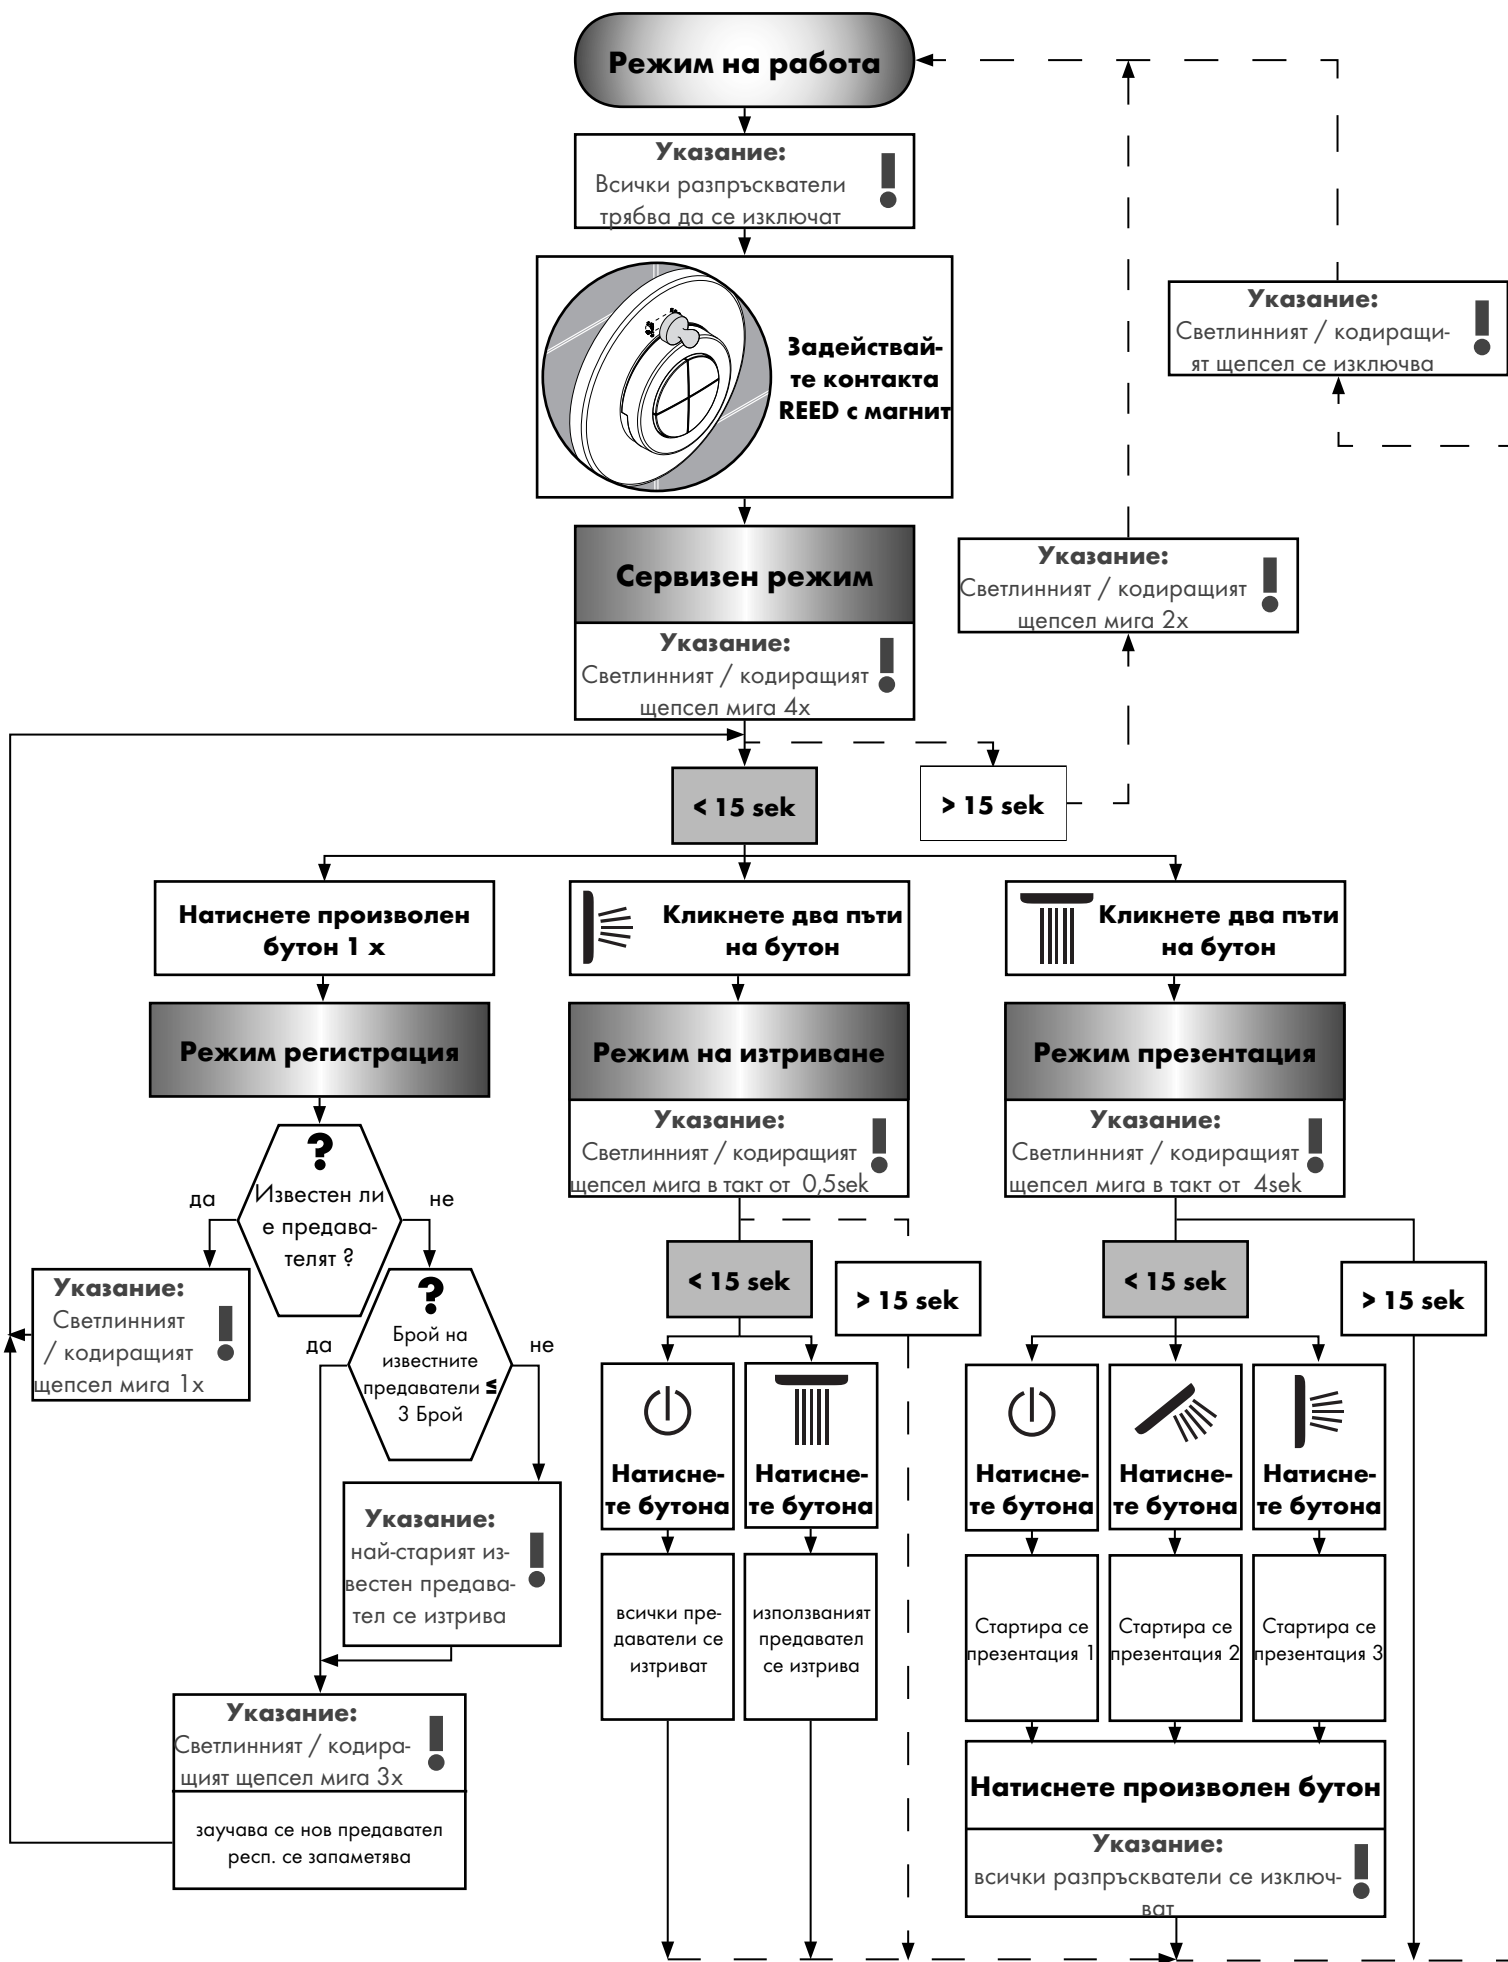 Режим на работа
Указание:
Всички разпръскватели
трябва да се изключат
Задействай-
те контакта
REED с магнит
Указание:
Светлинният / кодиращи-
ят щепсел се изключва
Сервизен режим
Указание:
Светлинният / кодиращият
щепсел мига 4x
Указание:
Светлинният / кодиращият
щепсел мига 2x
< 15 sek
> 15 sek
Натиснете произволен
бутон 1 x
Кликнете два пъти
на бутон
Кликнете два пъти
на бутон
Режим регистрация
Режим на изтриване
Указание:
Светлинният / кодиращият
щепсел мига в такт от 0,5sek
Режим презентация
Указание:
Светлинният / кодиращият
щепсел мига в такт от 4sek
?
Известен ли
е предава-
телят ?
да
не
Указание:
Светлинният
/ кодиращият
щепсел мига 1x
?
Брой на
известните
предаватели ≤
3 Брой
да
не
Указание:
най-старият из-
вестен предава-
тел се изтрива
Указание:
Светлинният / кодира-
щият щепсел мига 3x
заучава се нов предавател
респ. се запаметява
< 15 sek
> 15 sek
Натисне-
те бутона
Натисне-
те бутона
всички пре-
даватели се
изтриват
използваният
предавател
се изтрива
< 15 sek
> 15 sek
Натисне-
те бутона
Натисне-
те бутона
Натисне-
те бутона
Стартира се
презентация 1
Стартира се
презентация 2
Стартира се
презентация 3
Натиснете произволен бутон
Указание:
всички разпръскватели се изключ-
ват